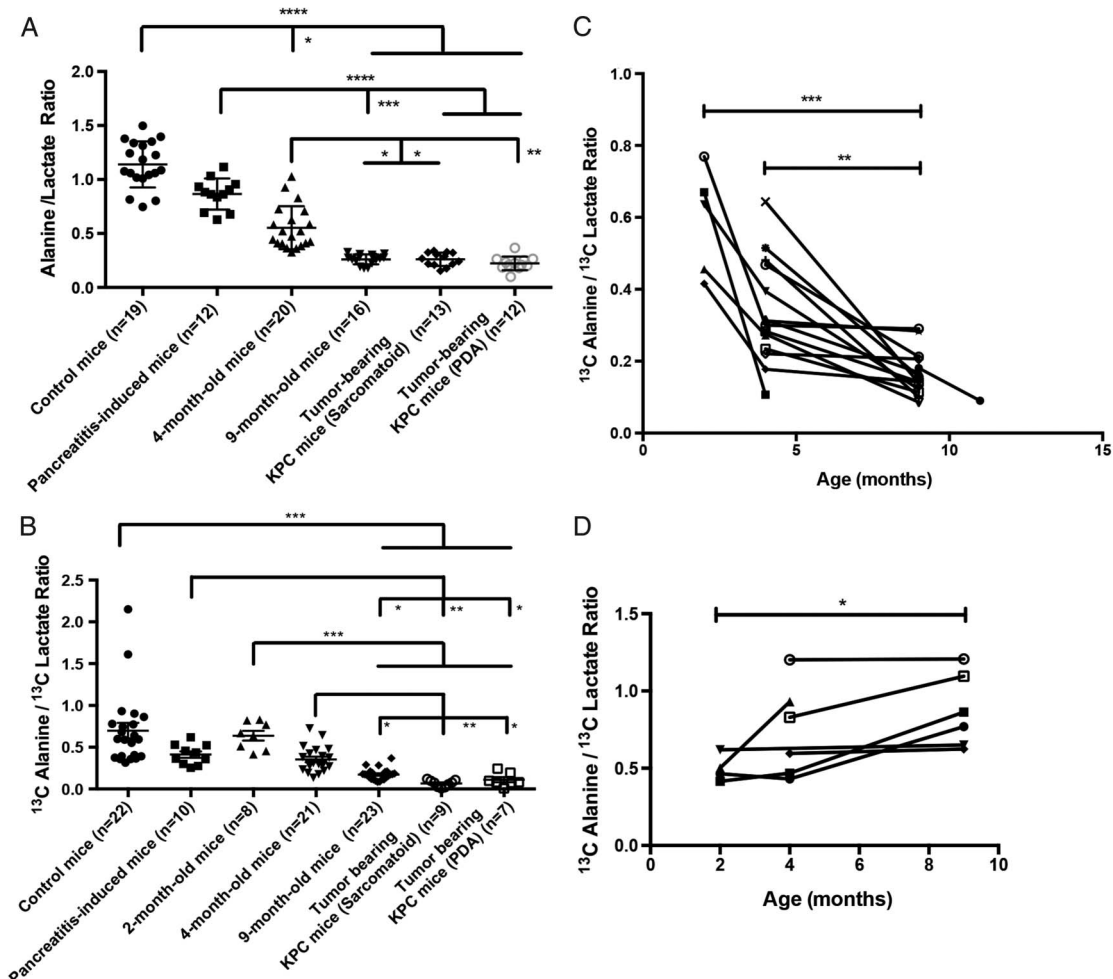 A
****
*
****
***
* *
**
Alanine /Lactate Ratio
2.0
1.5
1.0
0.5
0.0
Control mice (n=19)
Pancreatitis-induced mice (n=12)
4-month-old mice (n=20)
9-month-old mice (n=16)
Tumor-bearing
KPC mice (Sarcomatoid) (n=13)
Tumor-bearing
KPC mice (PDA) (n=12)
B
***
* ** *
***
* ** *
¹³C Alanine / ¹³C Lactate Ratio
2.5
2.0
1.5
1.0
0.5
0.0
Control mice (n=22)
Pancreatitis-induced mice (n=10)
2-month-old mice (n=8)
4-month-old mice (n=21)
9-month-old mice (n=23)
Tumor bearing
KPC mice (Sarcomatoid) (n=9)
Tumor bearing
KPC mice (PDA) (n=7)
C
***
**
¹³C Alanine / ¹³C Lactate Ratio
1.0
0.8
0.6
0.4
0.2
0.0
0 5 10 15
Age (months)
D
*
¹³C Alanine / ¹³C Lactate Ratio
1.5
1.0
0.5
0.0
0 2 4 6 8 10
Age (months)